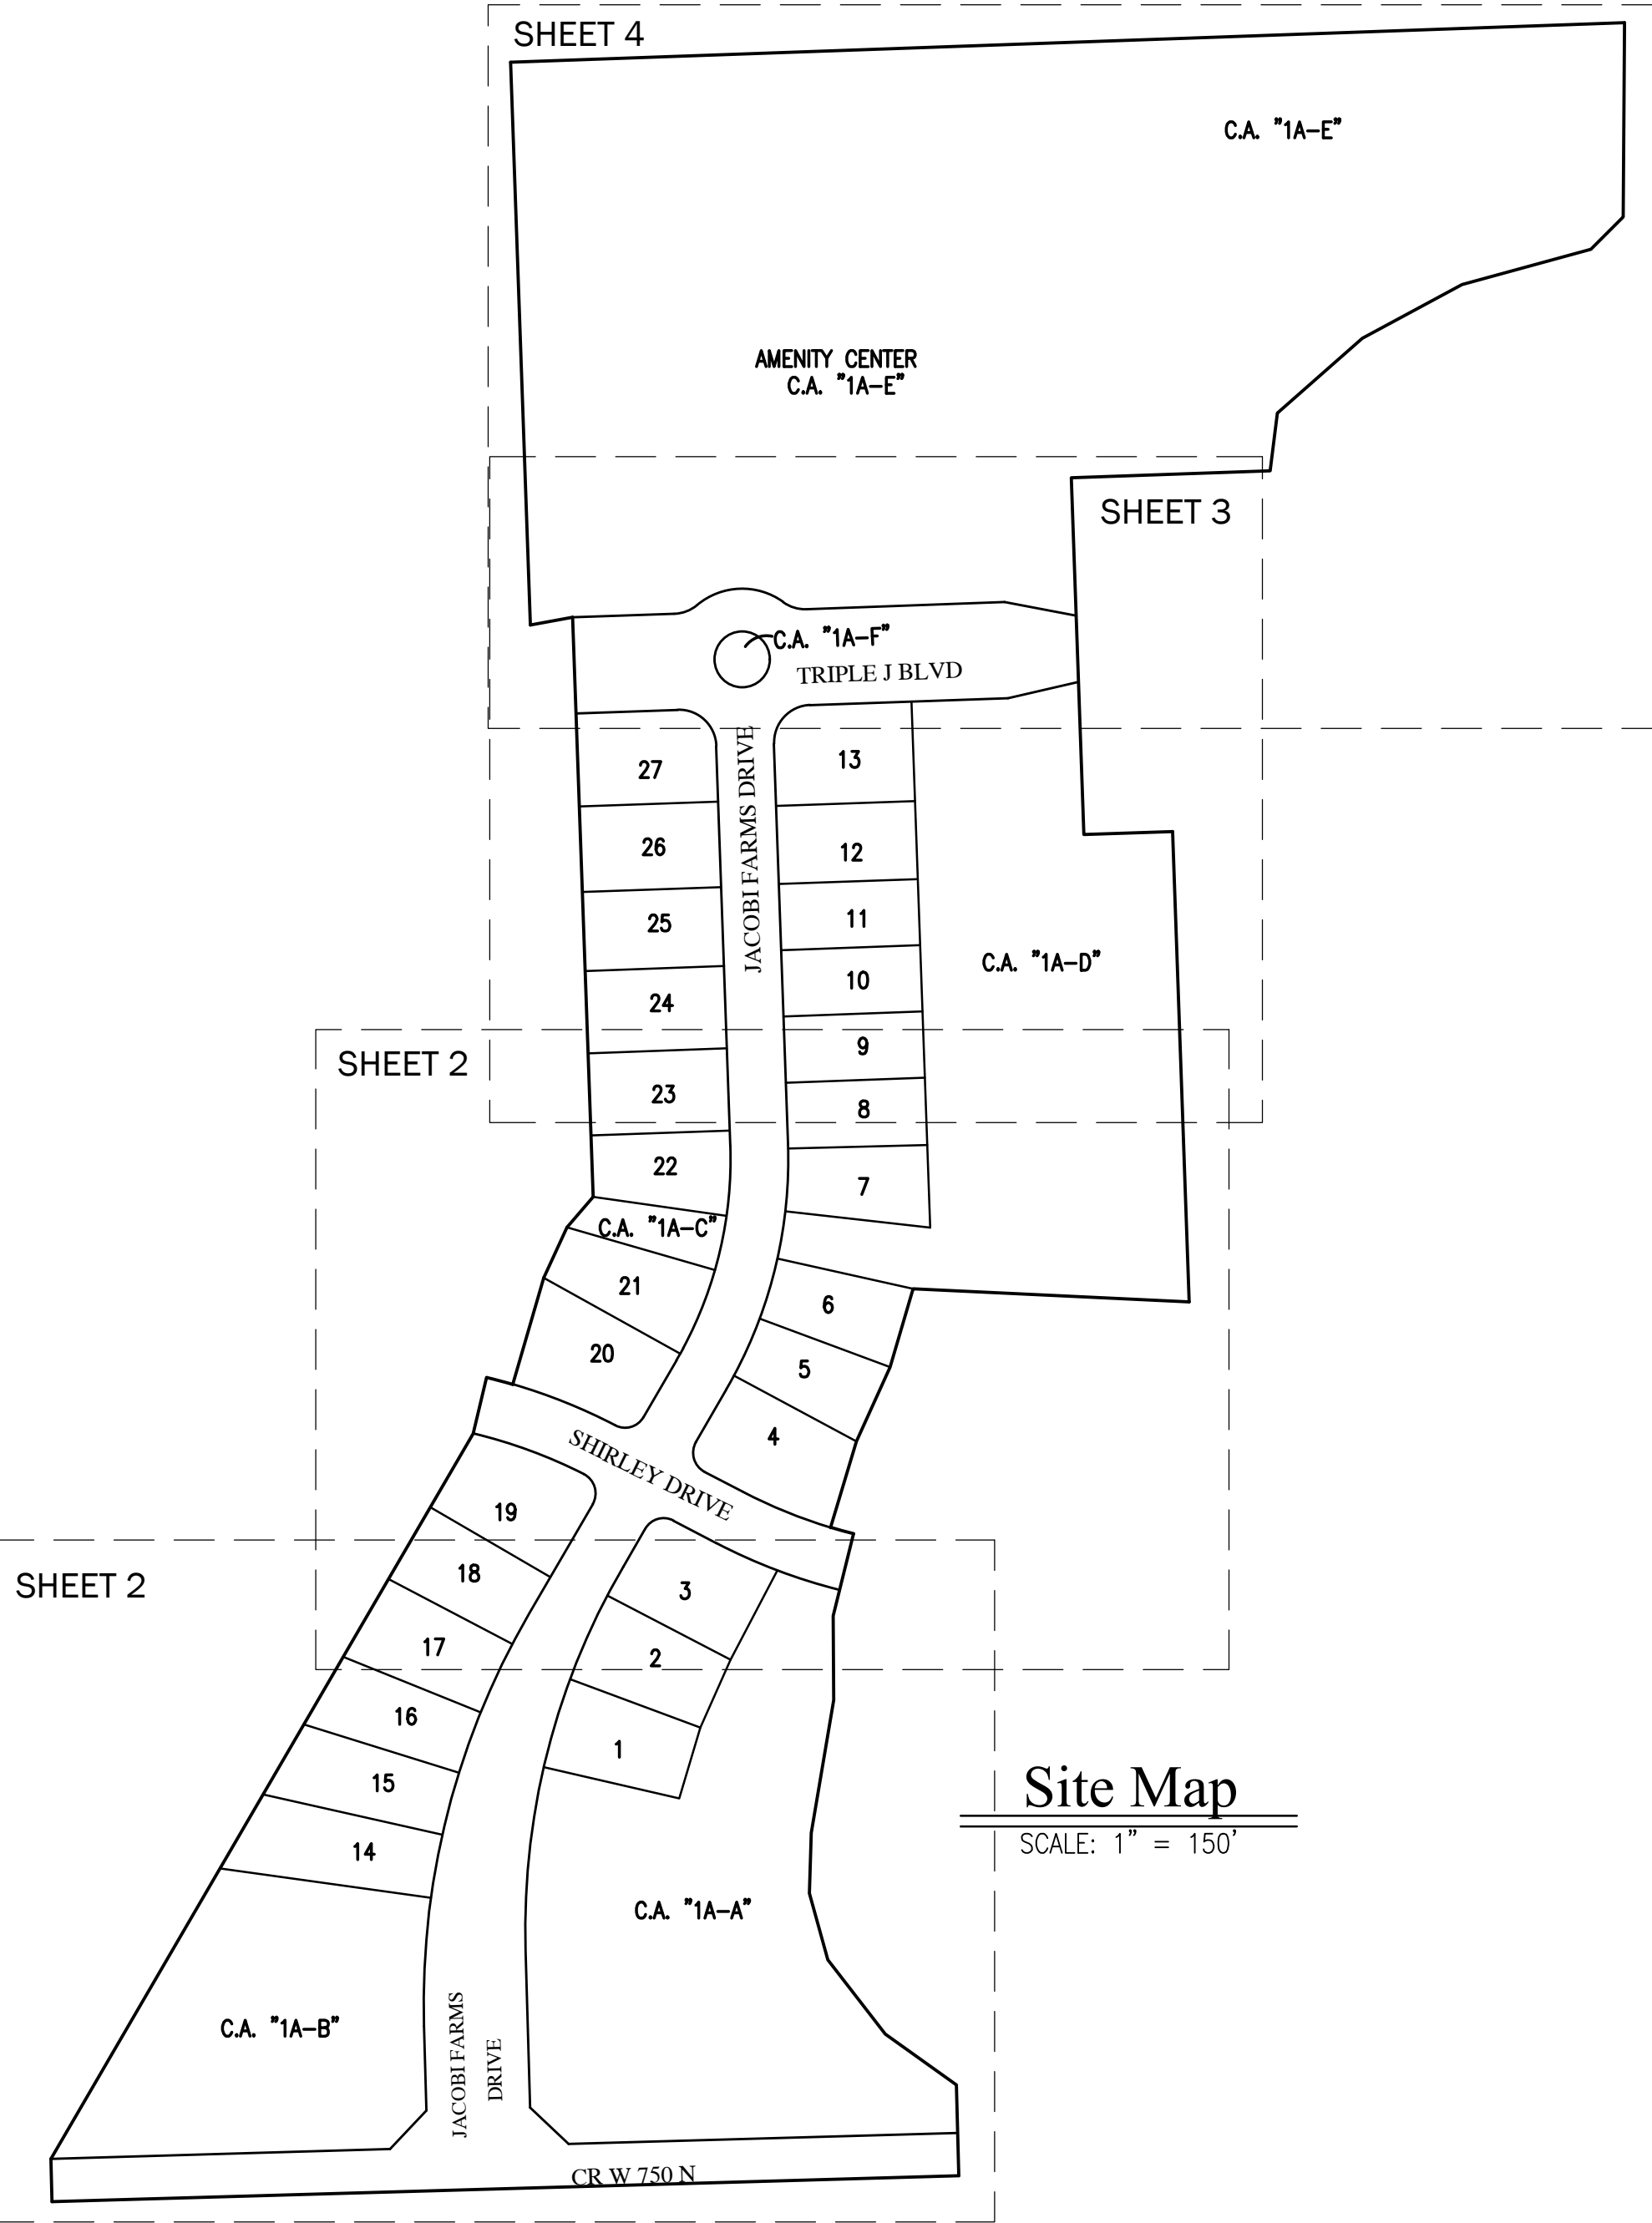 SHEET 4
C.A. "1A-E"
AMENITY CENTER
C.A. "1A-E"
SHEET 3
C.A. "1A-F"
TRIPLE J BLVD
JACOBI FARMS DRIVE
27
13
26
12
25
11
C.A. "1A-D"
24
10
SHEET 2
9
23
8
22
7
C.A. "1A-C"
21
6
20
5
4
SHIRLEY DRIVE
19
SHEET 2
18
3
17
2
16
1
15
14
Site Map
SCALE: 1" = 150'
C.A. "1A-A"
C.A. "1A-B"
JACOBI FARMS
DRIVE
CR W 750 N